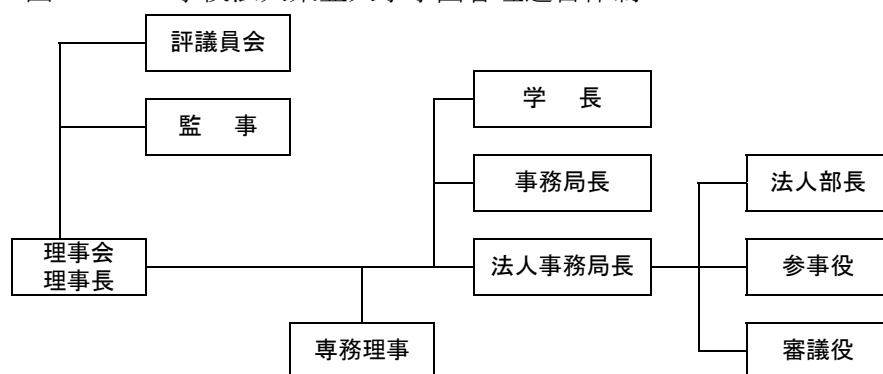 評議員会
監 事
学 長
事務局長
法人部長
理事会
理事長
法人事務局長
参事役
専務理事
審議役